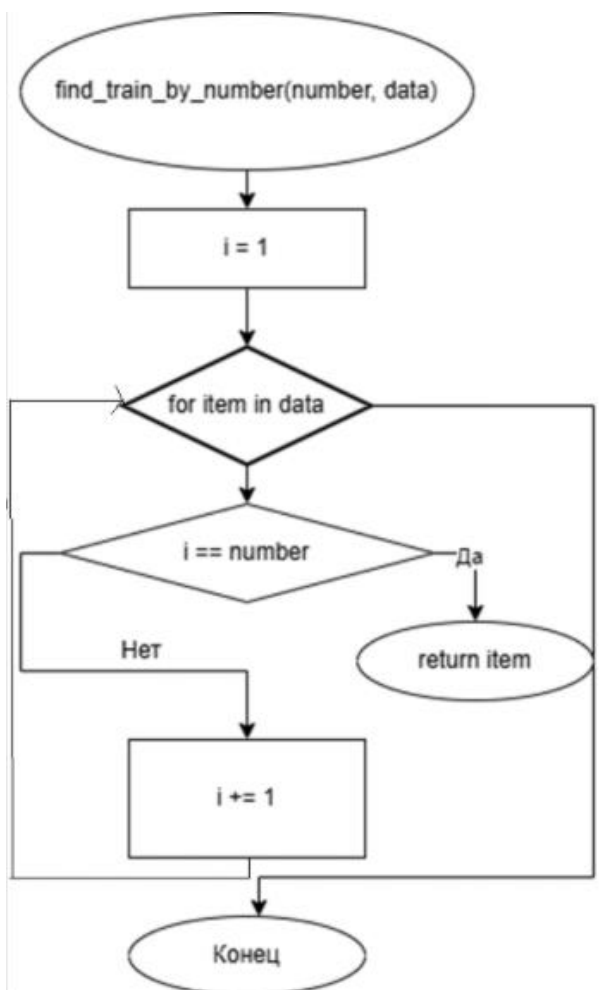 find_train_by_number(number, data)
i = 1
for item in data
i == number
Да
Нет
return item
i += 1
Конец